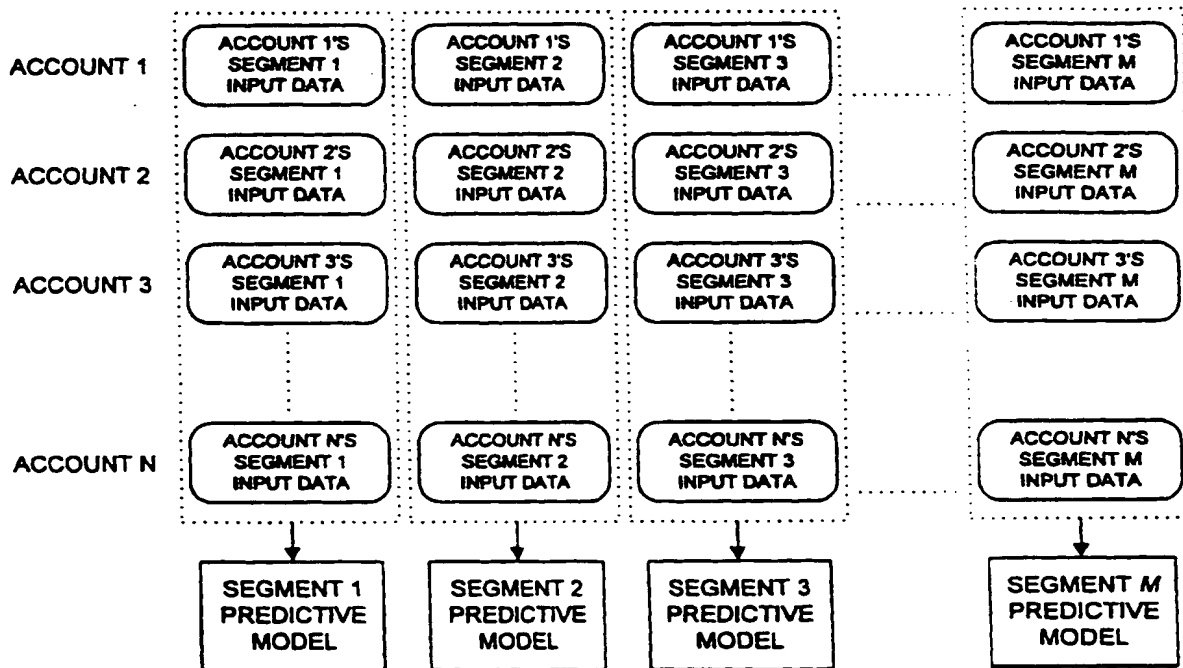 ACCOUNT 1
ACCOUNT 1'S
SEGMENT 1
INPUT DATA
ACCOUNT 1'S
SEGMENT 2
INPUT DATA
ACCOUNT 1'S
SEGMENT 3
INPUT DATA
ACCOUNT 1'S
SEGMENT M
INPUT DATA
ACCOUNT 2
ACCOUNT 2'S
SEGMENT 1
INPUT DATA
ACCOUNT 2'S
SEGMENT 2
INPUT DATA
ACCOUNT 2'S
SEGMENT 3
INPUT DATA
ACCOUNT 2'S
SEGMENT M
INPUT DATA
ACCOUNT 3
ACCOUNT 3'S
SEGMENT 1
INPUT DATA
ACCOUNT 3'S
SEGMENT 2
INPUT DATA
ACCOUNT 3'S
SEGMENT 3
INPUT DATA
ACCOUNT 3'S
SEGMENT M
INPUT DATA
ACCOUNT N
ACCOUNT N'S
SEGMENT 1
INPUT DATA
ACCOUNT N'S
SEGMENT 2
INPUT DATA
ACCOUNT N'S
SEGMENT 3
INPUT DATA
ACCOUNT N'S
SEGMENT M
INPUT DATA
SEGMENT 1
PREDICTIVE
MODEL
SEGMENT 2
PREDICTIVE
MODEL
SEGMENT 3
PREDICTIVE
MODEL
SEGMENT M
PREDICTIVE
MODEL